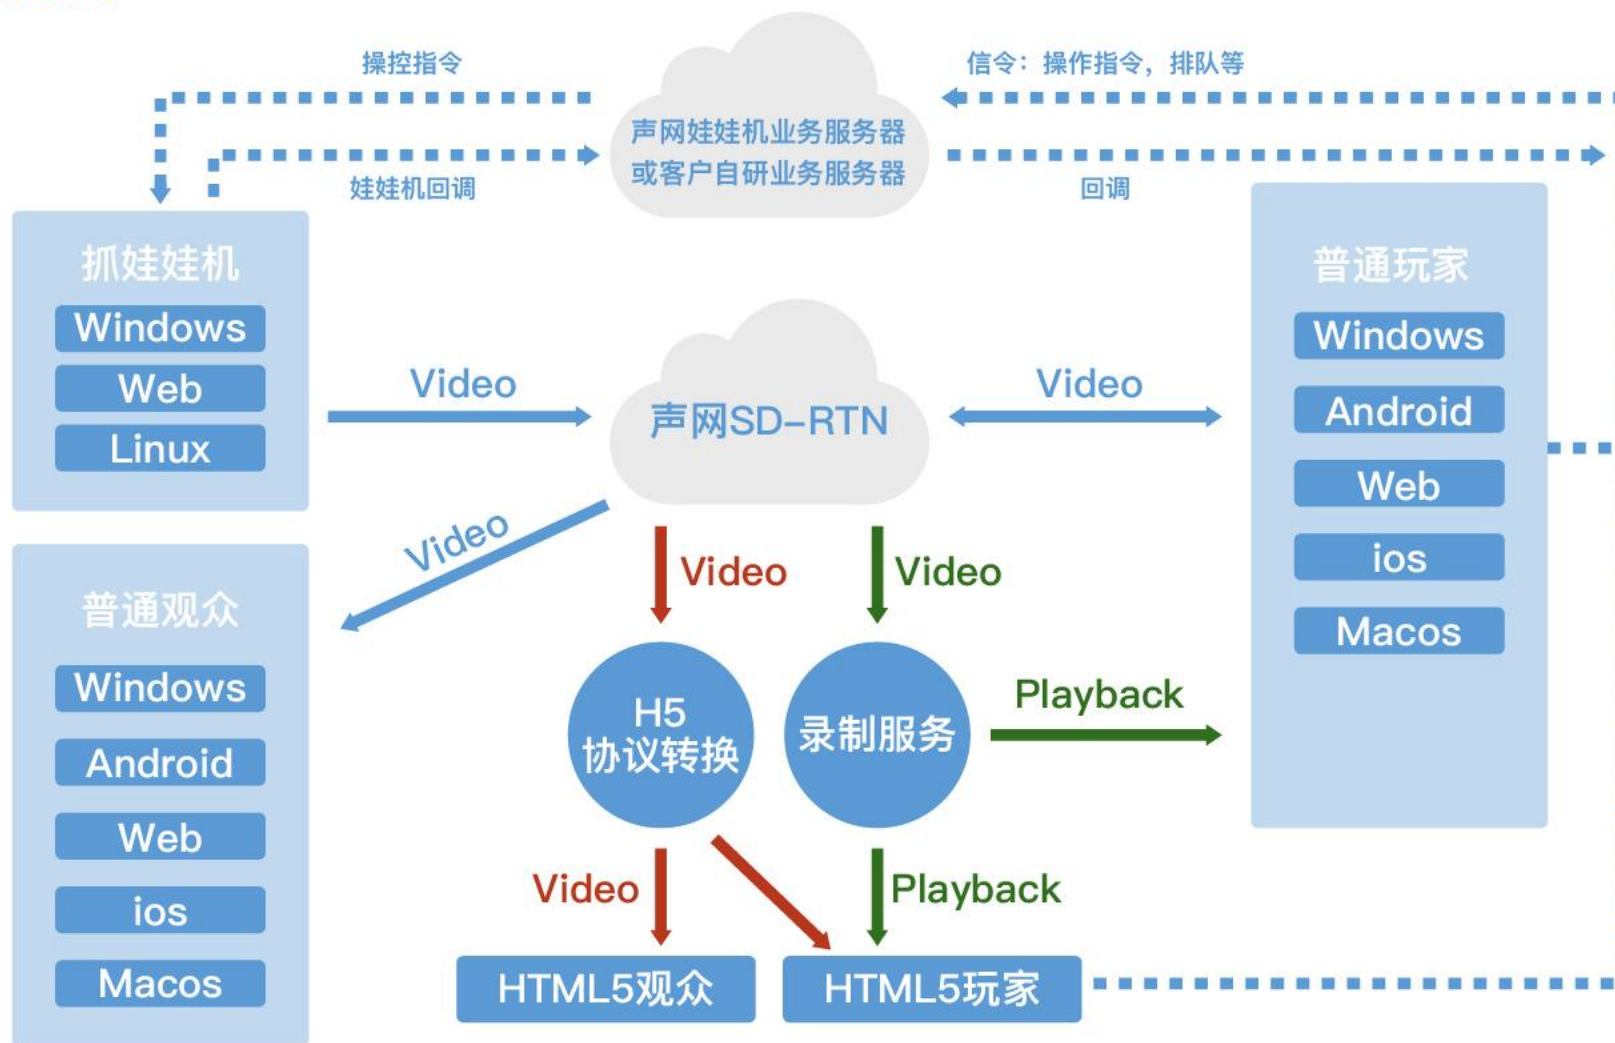 操控指令
信令：操作指令，排队等
声网娃娃机业务服务器
或客户自研业务服务器
娃娃机回调
回调
抓娃娃机
Windows
Web
Linux
普通玩家
Windows
Android
Web
ios
Macos
Video
声网SD-RTN
Video
Video
Video
Video
普通观众
Windows
Android
Web
ios
Macos
H5
协议转换
录制服务
Playback
Video
Playback
HTML5观众
HTML5玩家